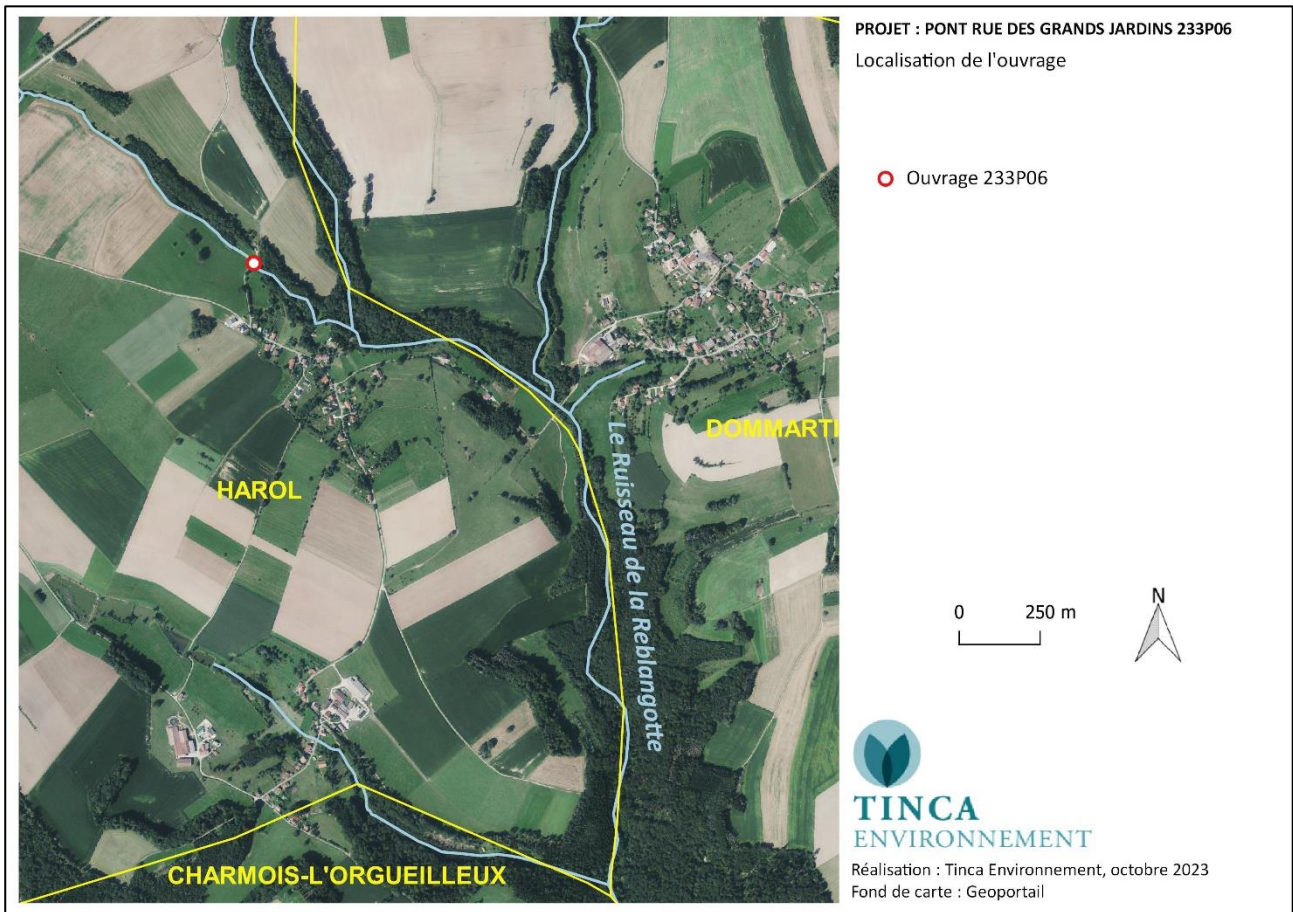 PROJET : PONT RUE DES GRANDS JARDINS 233P06
Localisation de l'ouvrage
Ouvrage 233P06
HAROL
DOMMARTI
Le Ruisseau de la Reblangotte
CHARMOIS-L'ORGUEILLEUX
0 250 m
N
TINCA
ENVIRONNEMENT
Réalisation : Tinca Environnement, octobre 2023
Fond de carte : Geoportail